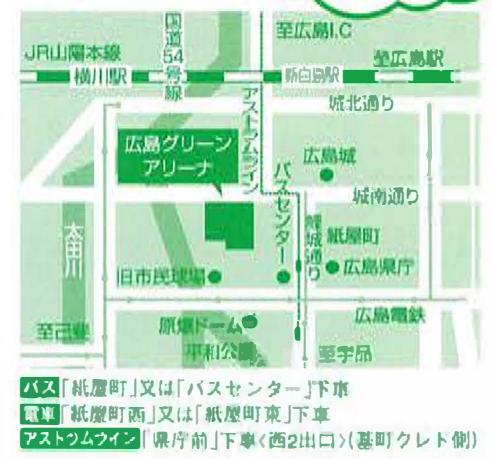 国道54号線
至広島I.C
JR山陽本線
至広島駅
横川駅
新白島駅
城北通り
アストラムライン
広島グリーン
アリーナ
広島城
バスセンター
城南通り
太田川
鯉城通り
紙屋町
旧市民球場
広島県庁
広島電鉄
至己斐
原爆ドーム
平和公園
至宇品
バス「紙屋町」又は「バスセンター」下車
電車「紙屋町西」又は「紙屋町東」下車
アストラムライン「県庁前」下車〈西2出口〉(基町クレド側)